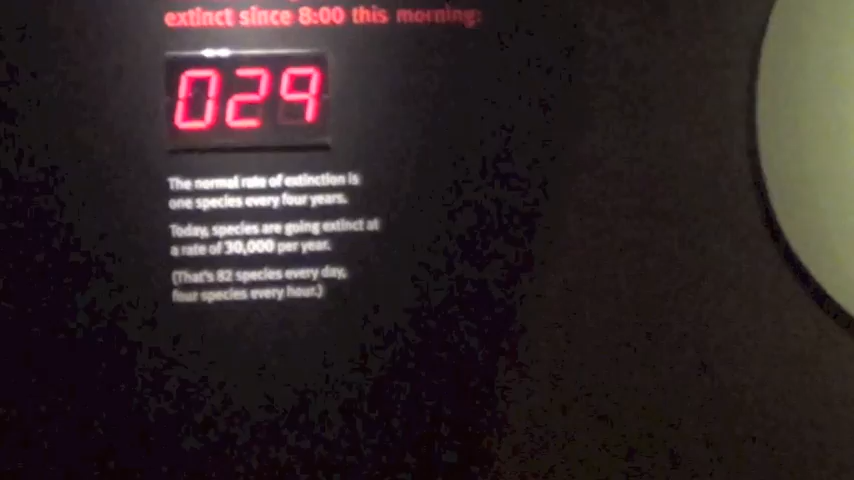 extinct since 8:00 this morning:
029
The normal rate of extinction is
one species every four years.
Today, species are going extinct at
a rate of 30,000 per year.
(That's 82 species every day,
four species every hour.)